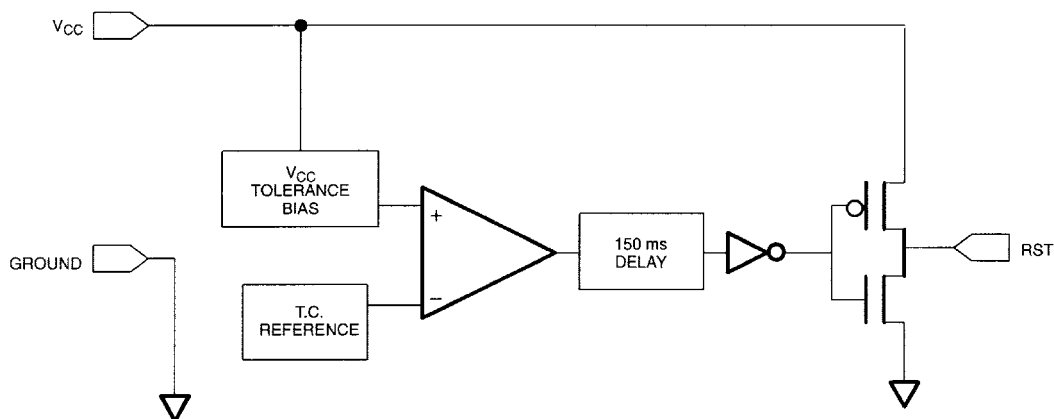 VCC
VCC
TOLERANCE
BIAS
+
150 ms
DELAY
RST
GROUND
−
T.C.
REFERENCE